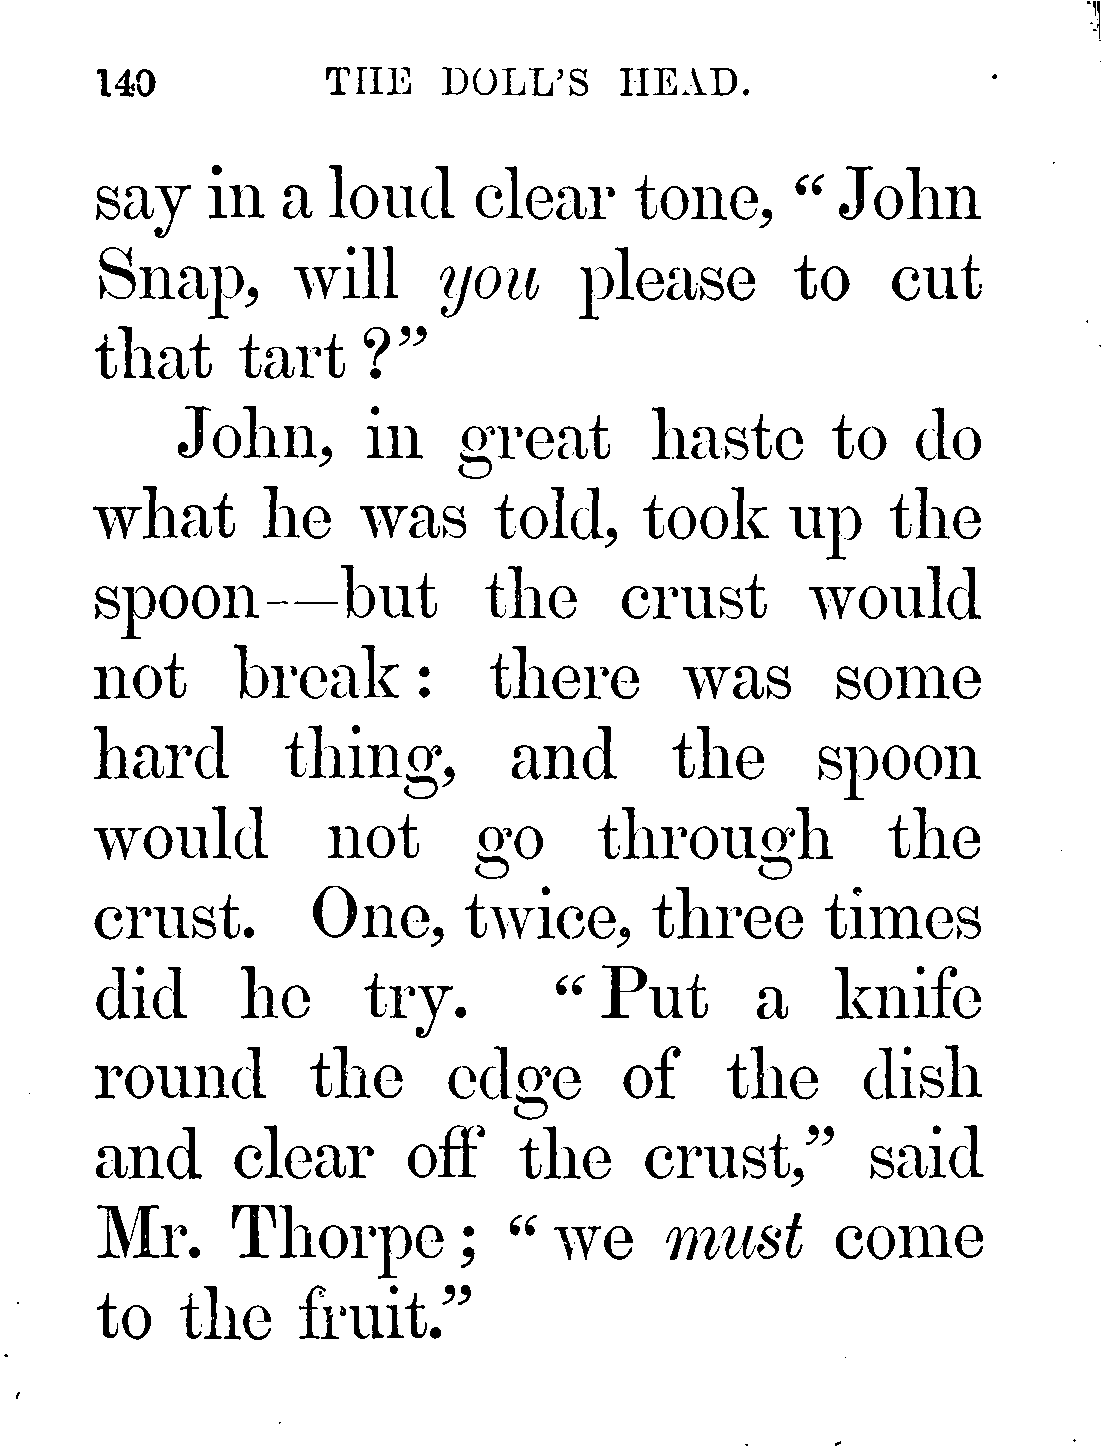 140 THE DOLL'S HEAD.
say in a loud clear tone, “John
Snap, will you please to cut
that tart?”
John, in great haste to do
what he was told, took up the
spoon—but the crust would
not break: there was some
hard thing, and the spoon
would not go through the
crust. One, twice, three times
did he try. “Put a knife
round the edge of the dish
and clear off the crust,” said
Mr. Thorpe; “we must come
to the fruit.”